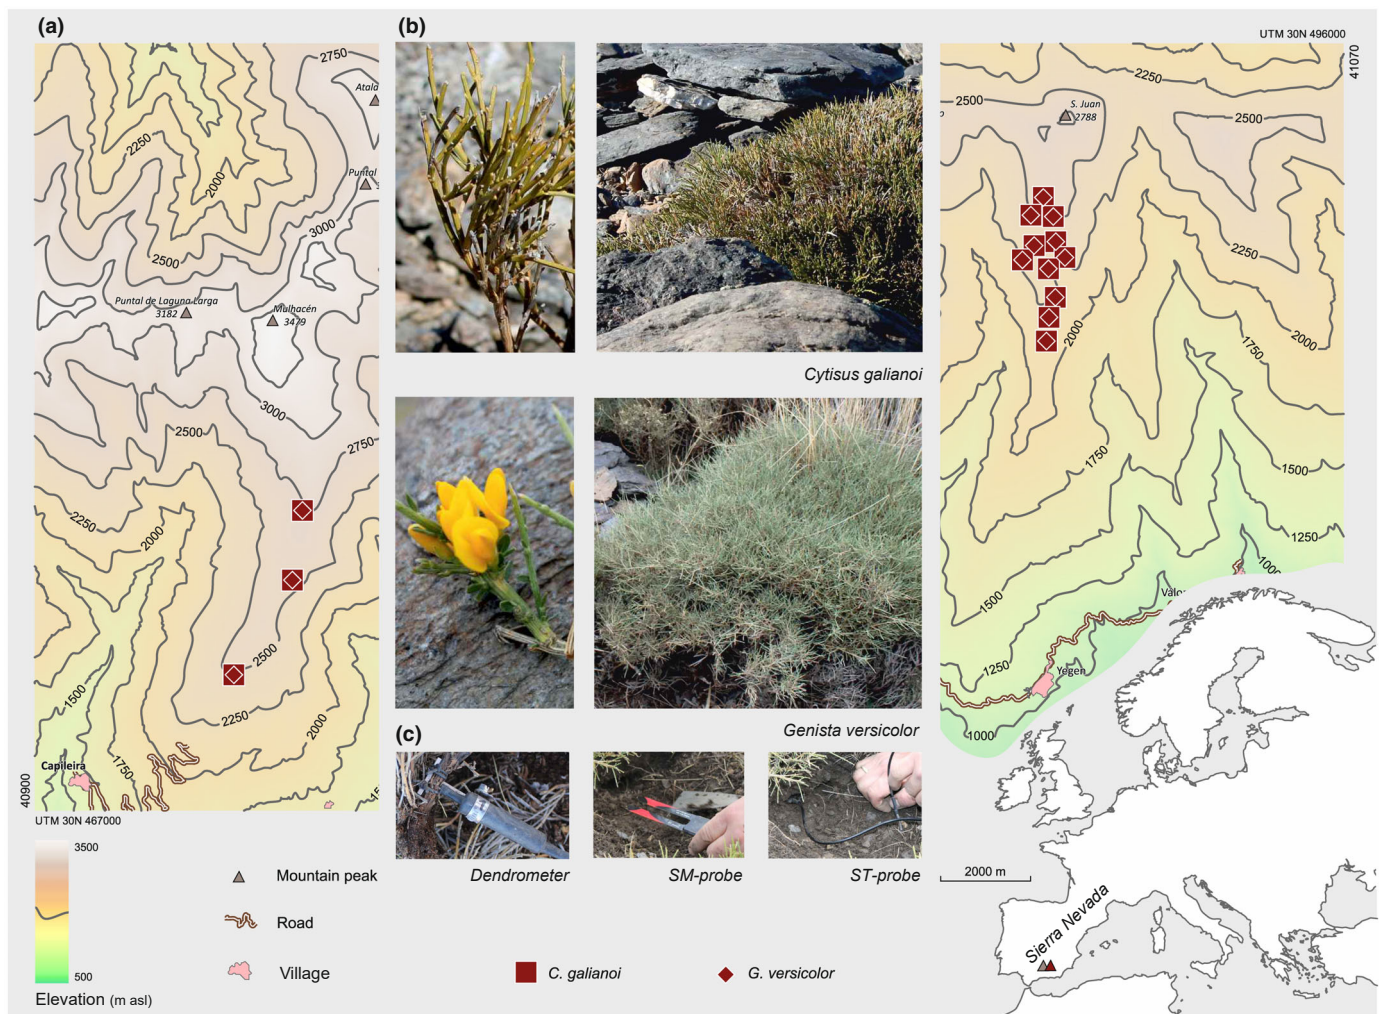 (a)
2750
Atala
2250
Puntal
2000
3000
2500
Puntal de Laguna Larga
3182
Mulhacén
3479
3000
2500
2750
2250
2000
2500
2250
2000
1500
1750
Capileira
40900
UTM 30N 467000
(b)
Cytisus galianoi
Genista versicolor
(c)
Dendrometer
SM-probe
ST-probe
UTM 30N 496000
41070
2250
2500
S. Juan
2788
2500
2250
2000
2000
1750
1750
1500
1250
1000
1500
Válo
1250
Yegen
1000
2000 m
Sierra Nevada
3500
500
Elevation (m asl)
Mountain peak
Road
Village
C. galianoi
G. versicolor